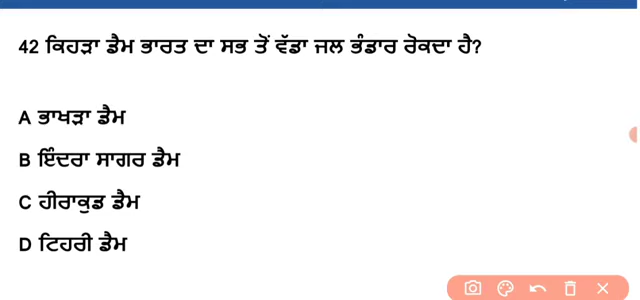 42 ਕਿਹੜਾ ਡੈਮ ਭਾਰਤ ਦਾ ਸਭ ਤੋਂ ਵੱਡਾ ਜਲ ਭੰਡਾਰ ਰੋਕਦਾ ਹੈ?
A ਭਾਖੜਾ ਡੈਮ
B ਇੰਦਰਾ ਸਾਗਰ ਡੈਮ
C ਹੀਰਾਕੁਡ ਡੈਮ
D ਟਿਹਰੀ ਡੈਮ